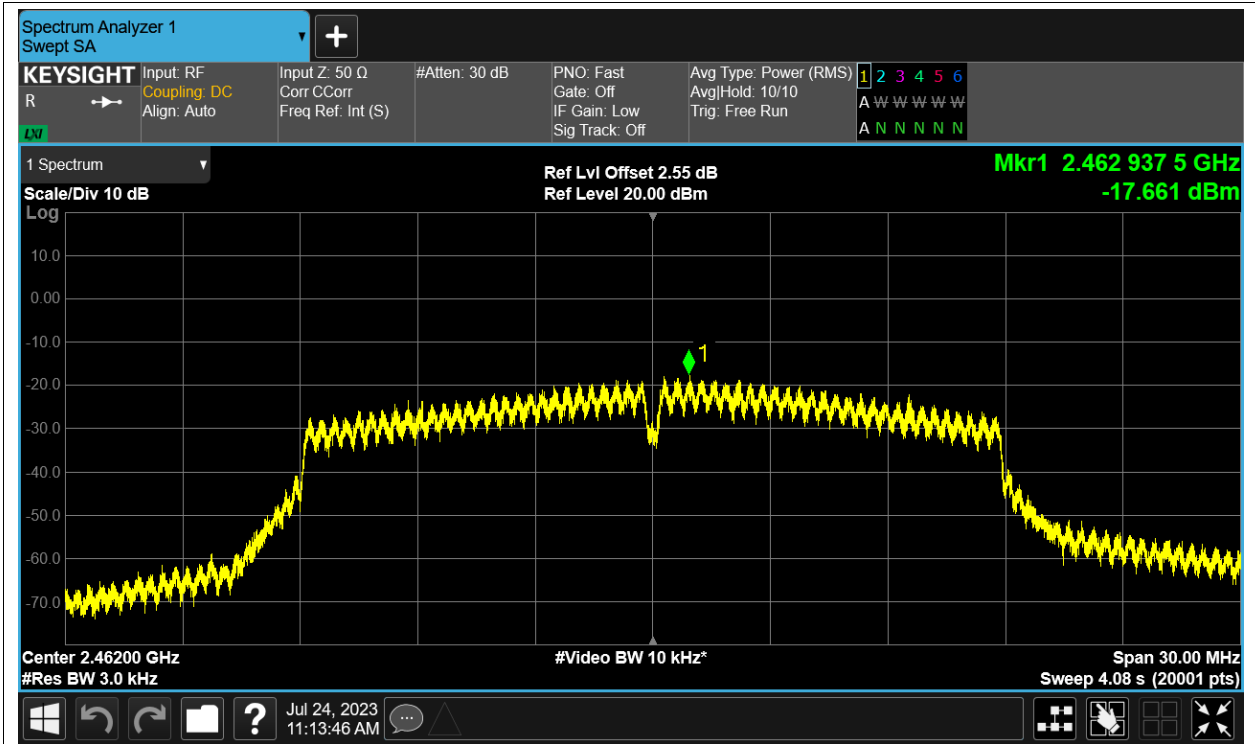 Spectrum Analyzer 1
Swept SA
KEYSIGHT
R
LXI
Input: RF
Coupling: DC
Align: Auto
Input Z: 50 Ω
Corr CCorr
Freq Ref: Int (S)
#Atten: 30 dB
PNO: Fast
Gate: Off
IF Gain: Low
Sig Track: Off
Avg Type: Power (RMS)
Avg|Hold: 10/10
Trig: Free Run
1 2 3 4 5 6
A W W W W W
A N N N N N
1 Spectrum
Scale/Div 10 dB
Ref Lvl Offset 2.55 dB
Ref Level 20.00 dBm
Mkr1 2.462 937 5 GHz
-17.661 dBm
Log
10.0
0.00
-10.0
-20.0
-30.0
-40.0
-50.0
-60.0
-70.0
1
Center 2.46200 GHz
#Video BW 10 kHz*
Span 30.00 MHz
#Res BW 3.0 kHz
Sweep 4.08 s (20001 pts)
?
Jul 24, 2023
11:13:46 AM